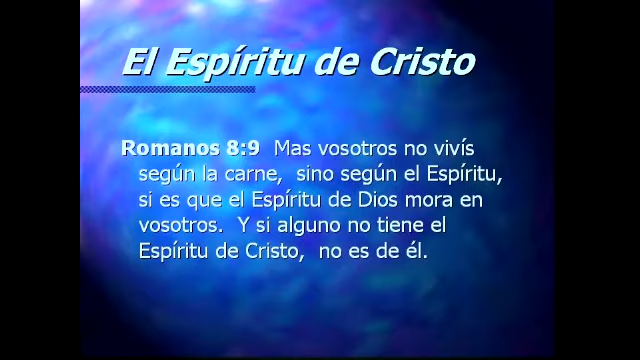 El Espíritu de Cristo
Romanos 8:9  Mas vosotros no vivís
según la carne,  sino según el Espíritu,
si es que el Espíritu de Dios mora en
vosotros.  Y si alguno no tiene el
Espíritu de Cristo,  no es de él.